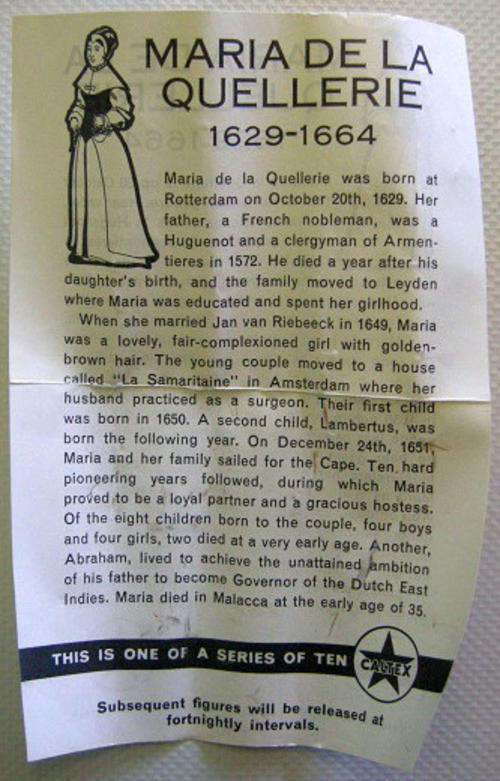 MARIA DE LA
QUELLERIE
1629-1664
Maria de la Quellerie was born at
Rotterdam on October 20th, 1629. Her
father, a French nobleman, was a
Huguenot and a clergyman of Armen-
tieres in 1572. He died a year after his
daughter's birth, and the family moved to Leyden
where Maria was educated and spent her girlhood.
When she married Jan van Riebeeck in 1649, Maria
was a lovely, fair-complexioned girl with golden-
brown hair. The young couple moved to a house
called "La Samaritaine" in Amsterdam where her
husband practiced as a surgeon. Their first child
was born in 1650. A second child, Lambertus, was
born the following year. On December 24th, 1651,
Maria and her family sailed for the Cape. Ten hard
pioneering years followed, during which Maria
proved to be a loyal partner and a gracious hostess.
Of the eight children born to the couple, four boys
and four girls, two died at a very early age. Another,
Abraham, lived to achieve the unattained ambition
of his father to become Governor of the Dutch East
Indies. Maria died in Malacca at the early age of 35.
THIS IS ONE OF A SERIES OF TEN
CALTEX
Subsequent figures will be released at
fortnightly intervals.